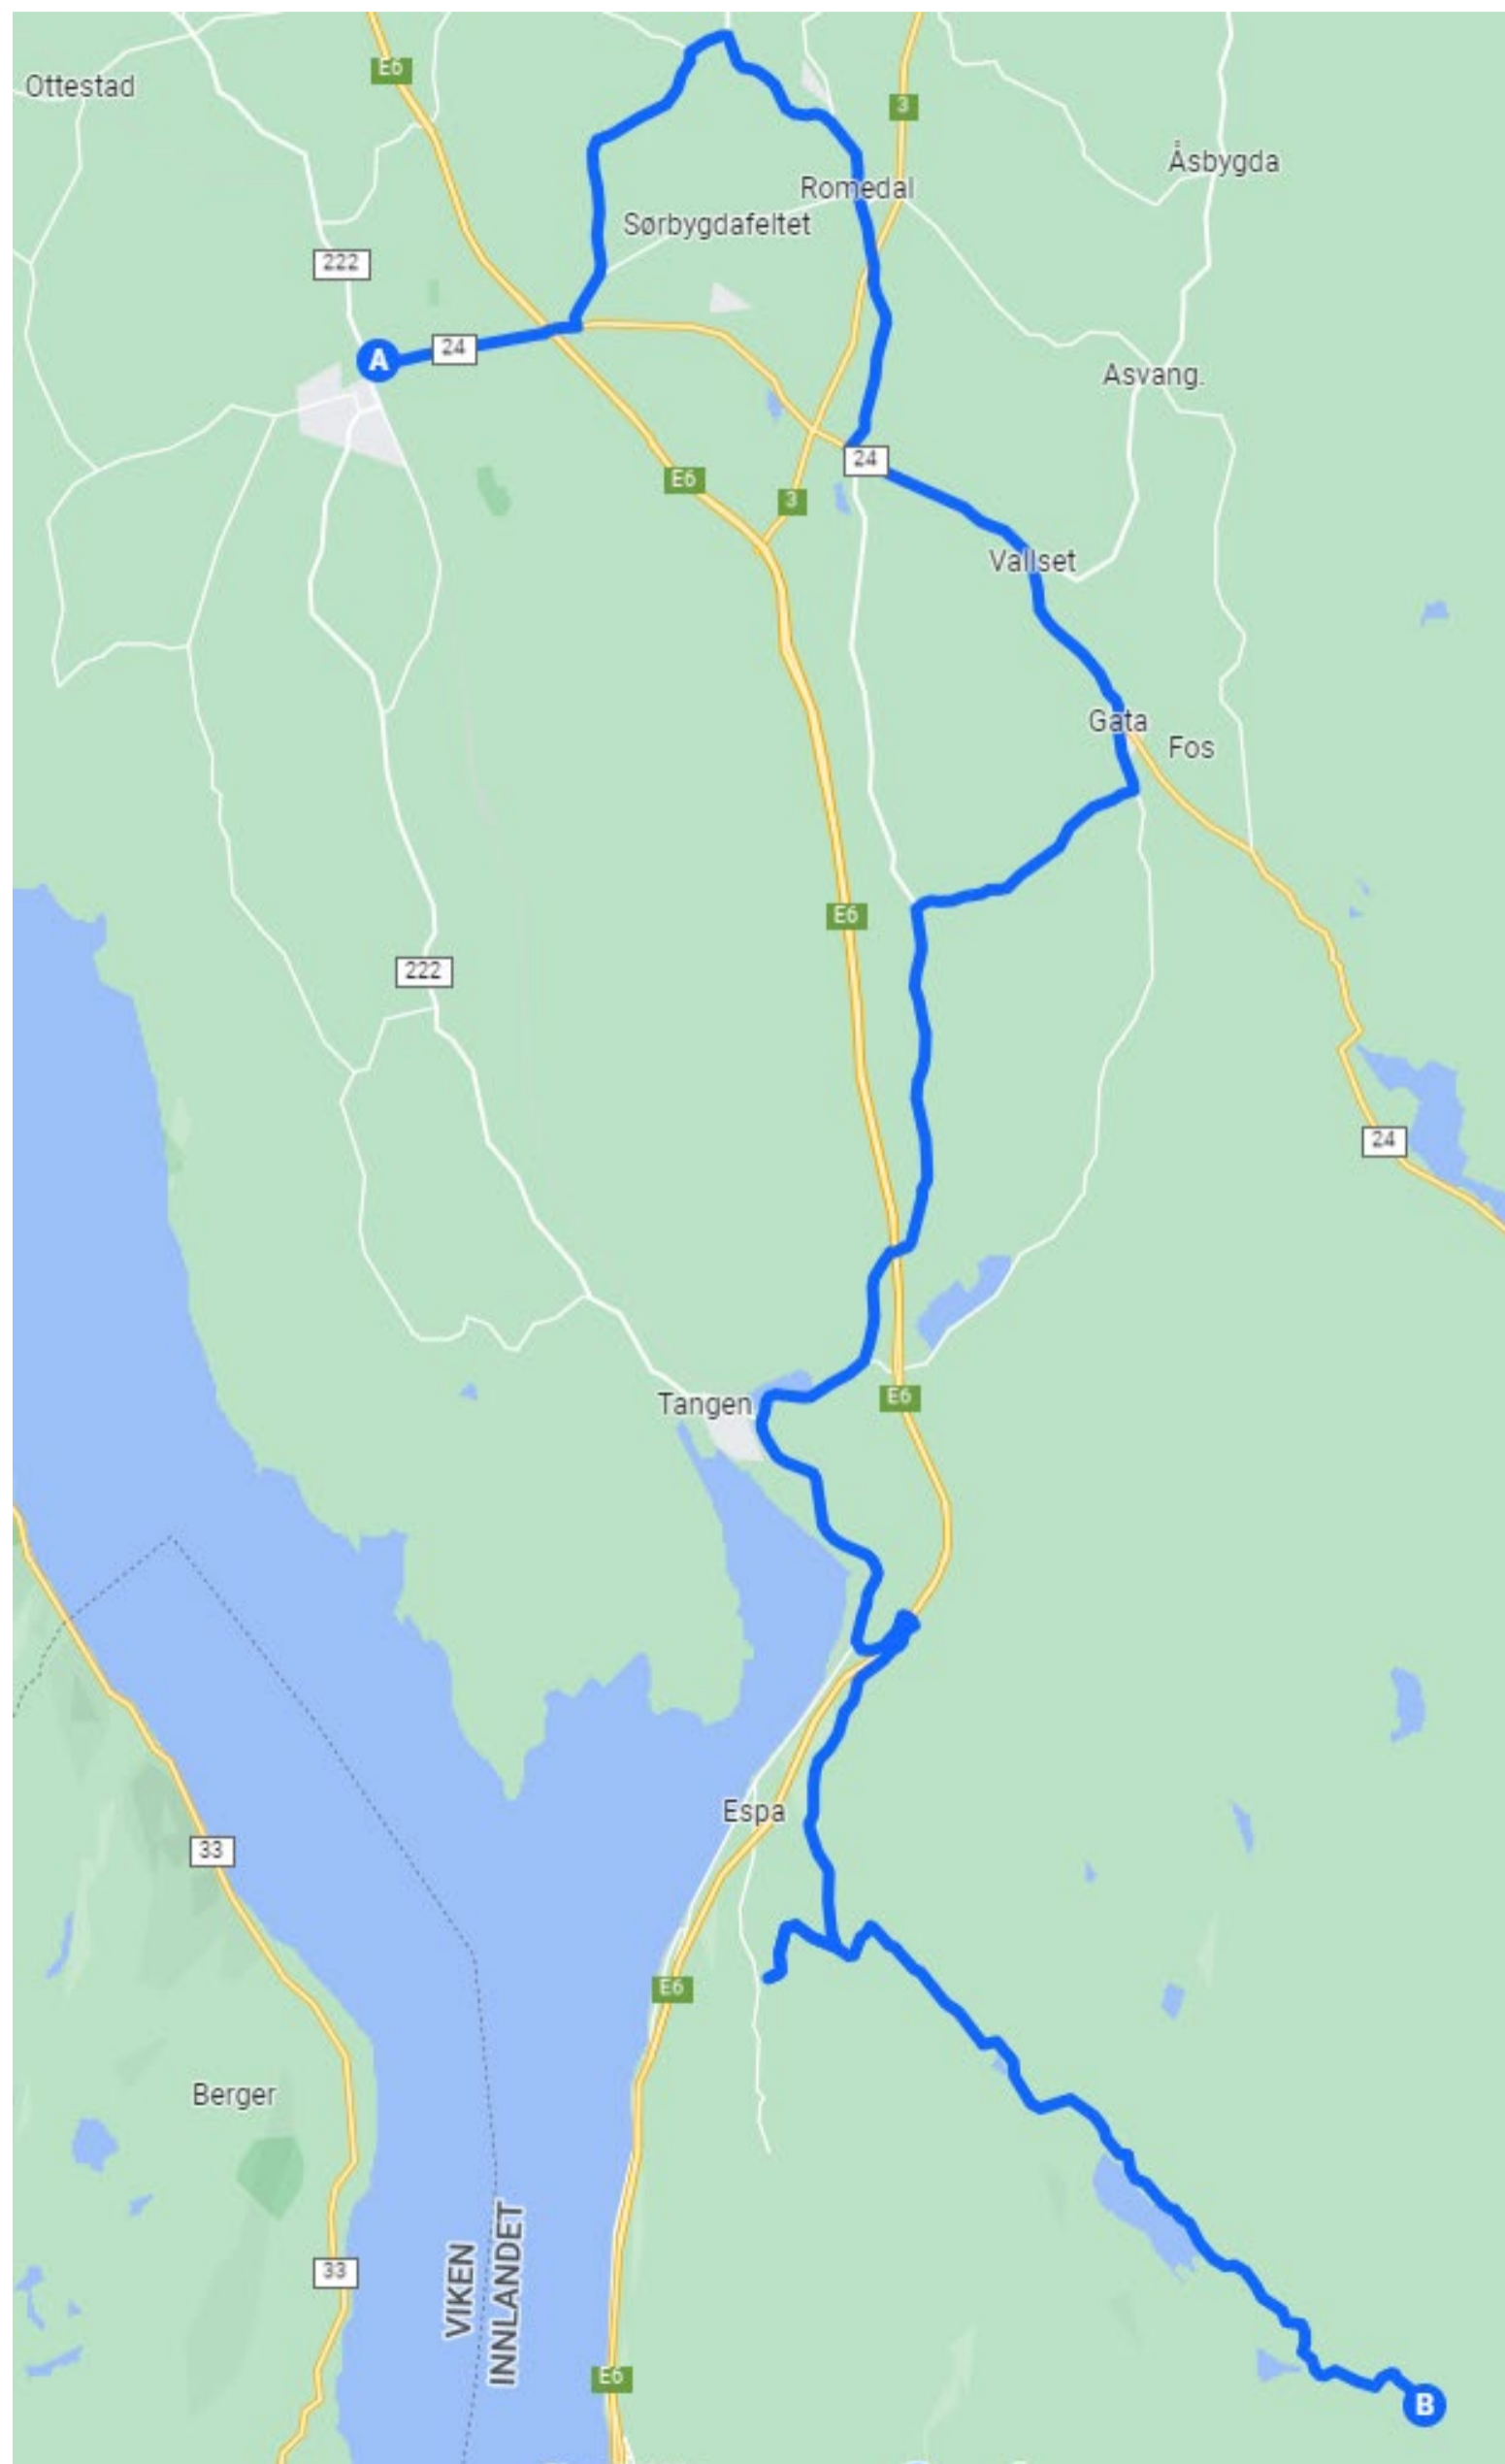 E6
Ottestad
3
Åsbygda
Romedal
Sørbygdafeltet
222
24
A
Asvang.
24
E6
3
Vallset
Gata
Fos
E6
222
24
E6
Tangen
Espa
33
E6
Berger
33
VIKEN
INNLANDET
E6
B